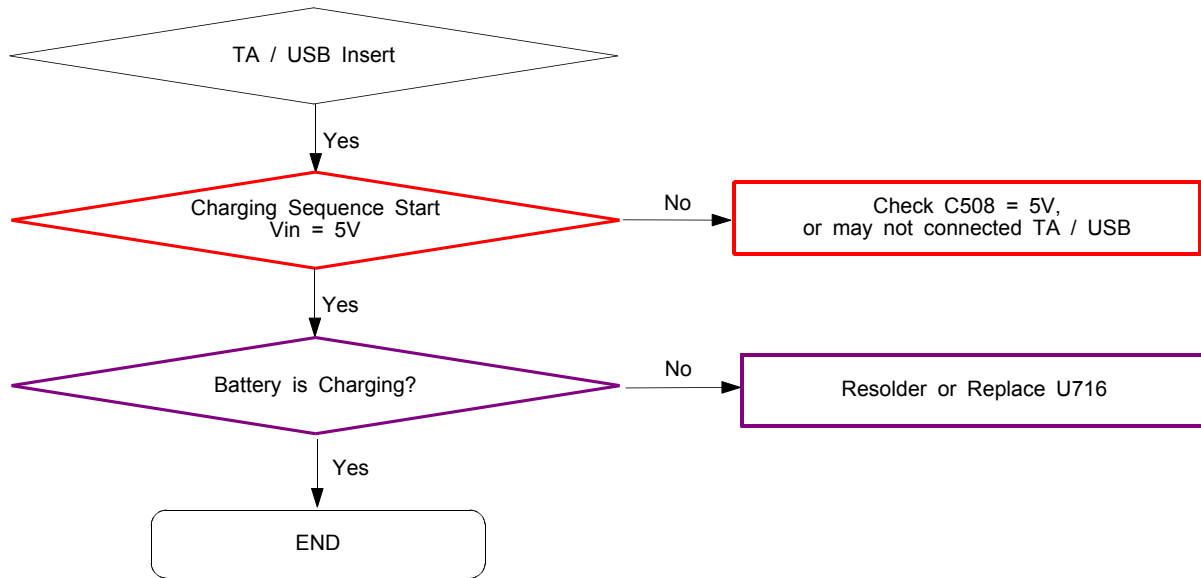 TA / USB Insert
Yes
Charging Sequence Start
Vin = 5V
No
Check C508 = 5V,
or may not connected TA / USB
Yes
Battery is Charging?
No
Resolder or Replace U716
Yes
END